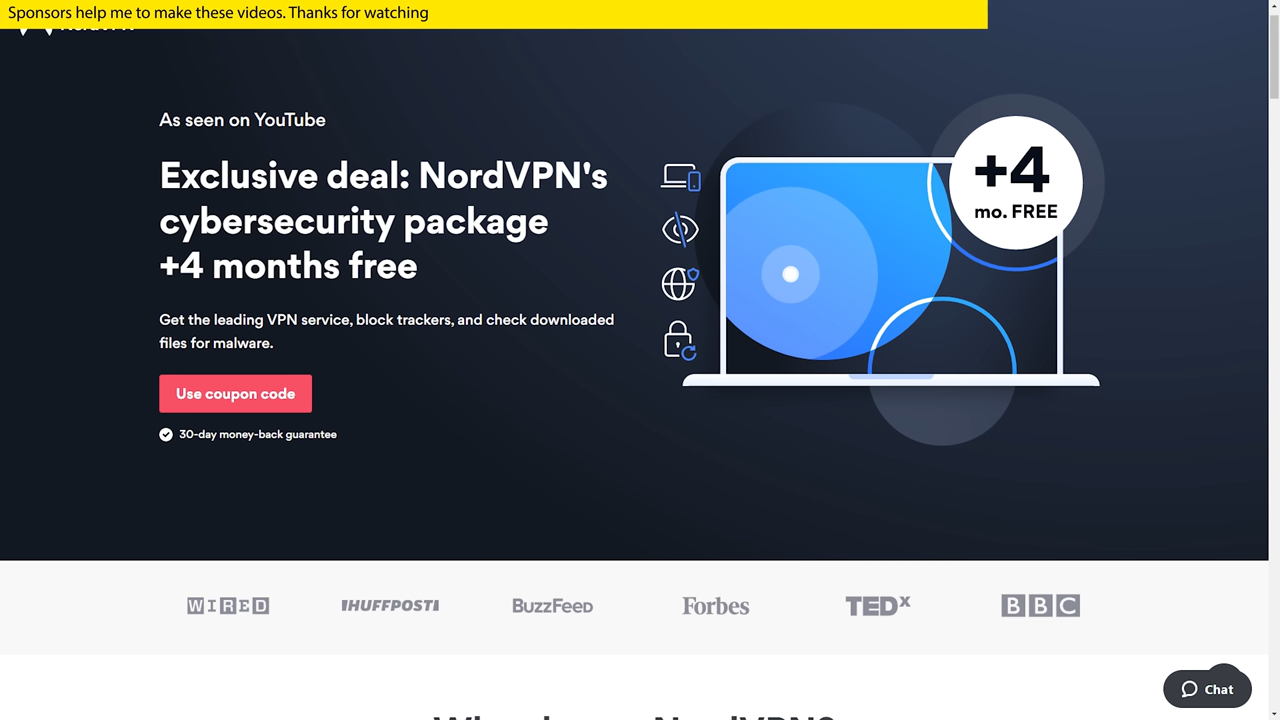 Sponsors help me to make these videos. Thanks for watching
As seen on YouTube
Exclusive deal: NordVPN's
cybersecurity package
+4 months free
Get the leading VPN service, block trackers, and check downloaded
files for malware.
Use coupon code
30-day money-back guarantee
+4
mo. FREE
WIRED
HUFFPOST
BuzzFeed
Forbes
TEDx
BBC
Chat
NordVPN?